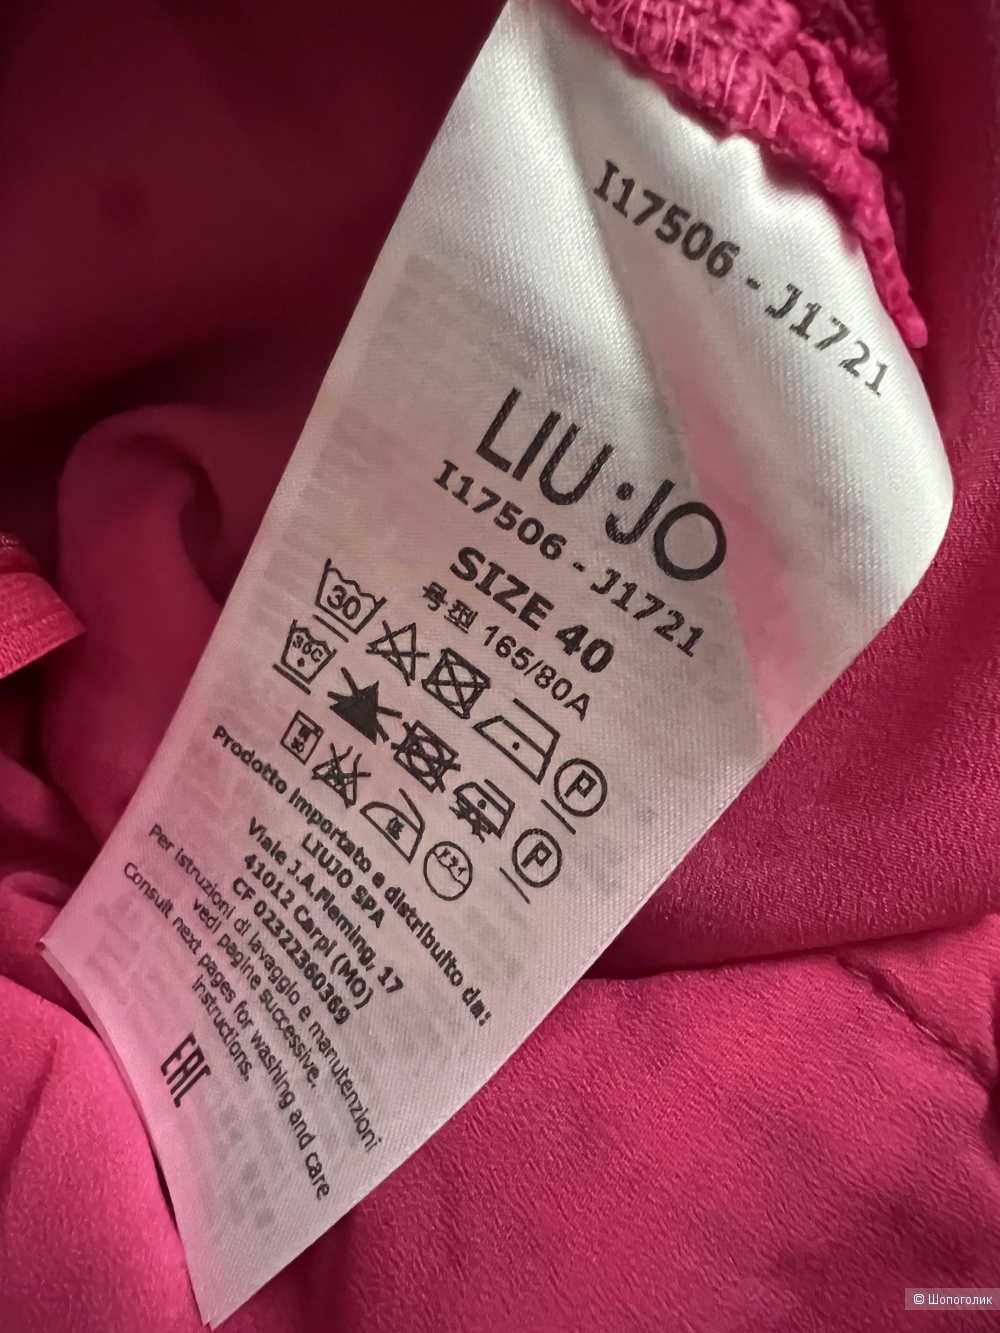 I17506 - J1721
LIU·JO
I17506 - J1721
SIZE 40
号型 165/80A
30
30C
P
P
Prodotto importato e distribuito da:
LIUJO SPA
Viale J.A.Fleming, 17
41012 Carpi (MO)
CF 02322360369
Per istruzioni di lavaggio e manutenzioni
vedi pagine successive.
Consult next pages for washing and care
instructions.
EAC
© Шопоголик